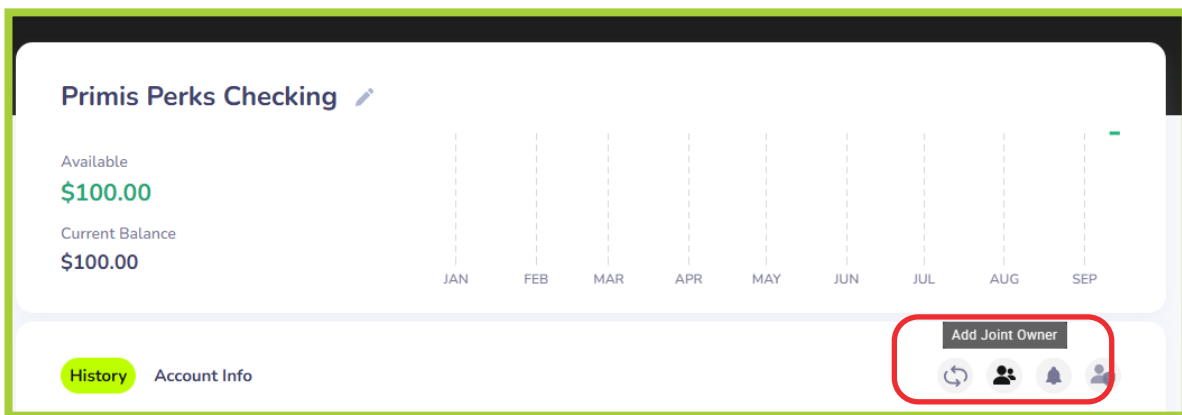 Primis Perks Checking
Available
$100.00
Current Balance
$100.00
JAN FEB MAR APR MAY JUN JUL AUG SEP
Add Joint Owner
History Account Info